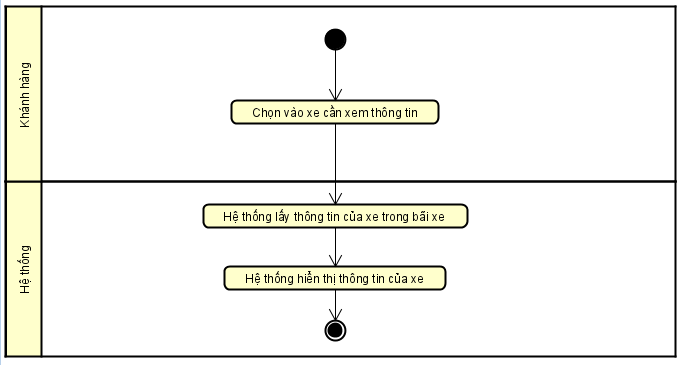 Khánh hàng
Chọn vào xe cần xem thông tin
Hệ thống
Hệ thống lấy thông tin của xe trong bãi xe
Hệ thống hiển thị thông tin của xe